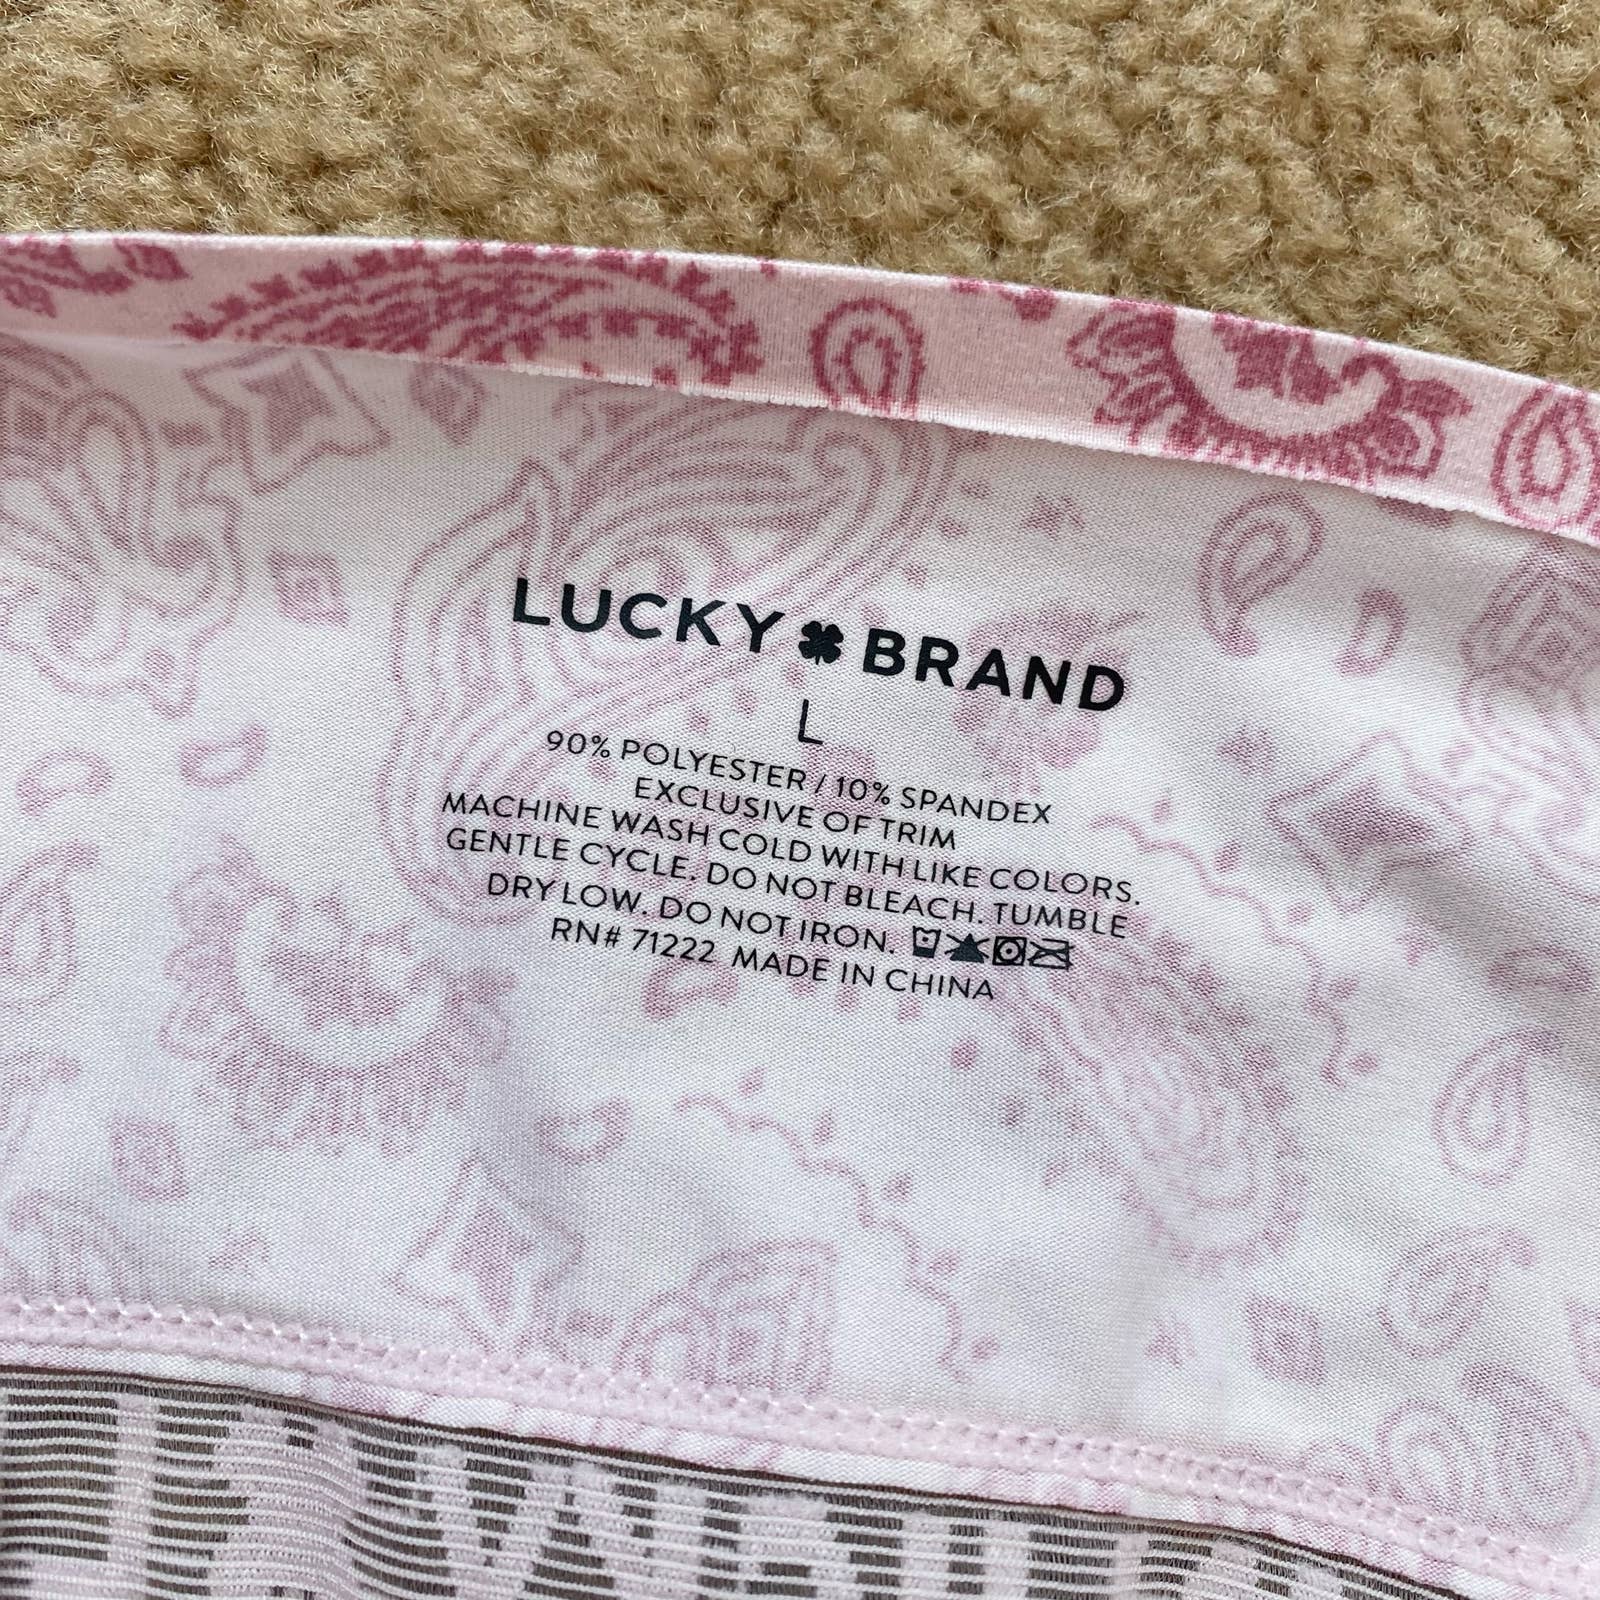 LUCKY BRAND
L
90% POLYESTER / 10% SPANDEX
EXCLUSIVE OF TRIM
MACHINE WASH COLD WITH LIKE COLORS.
GENTLE CYCLE. DO NOT BLEACH. TUMBLE
DRY LOW. DO NOT IRON.
RN# 71222 MADE IN CHINA